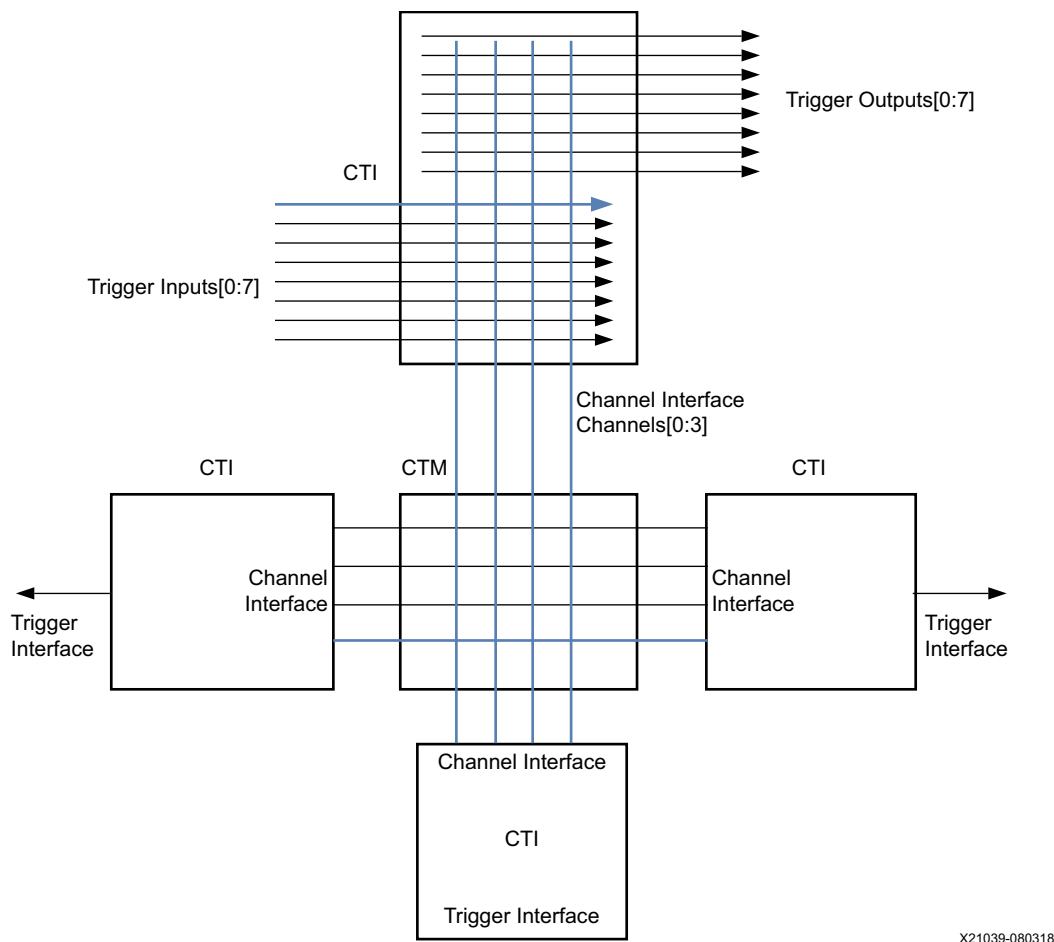 Trigger Outputs[0:7]
CTI
Trigger Inputs[0:7]
Channel Interface
Channels[0:3]
CTI
CTM
CTI
Channel
Interface
Channel
Interface
Trigger
Interface
Trigger
Interface
Channel Interface
CTI
Trigger Interface
X21039-080318